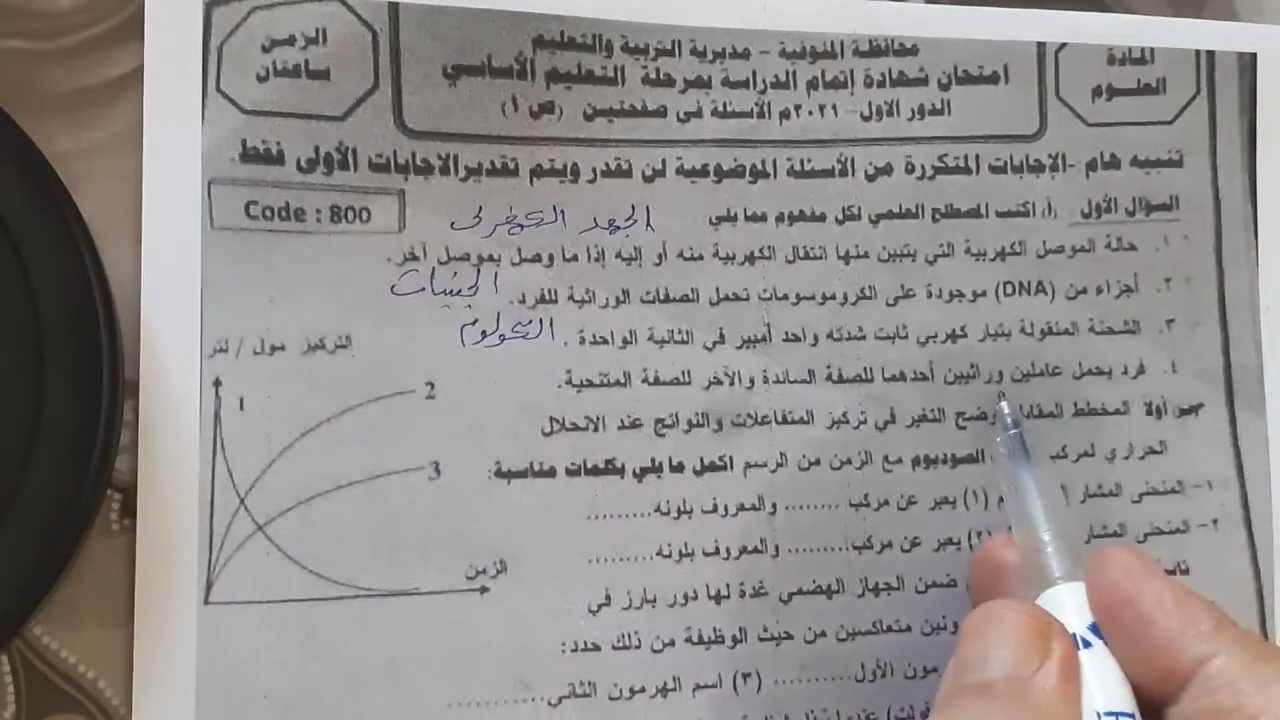 المادة
العلوم
محافظة المنوفية - مديرية التربية والتعليم
امتحان شهادة إتمام الدراسة بمرحلة التعليم الأساسي
الدور الاول- ٢٠٢١م الأسئلة في صفحتين (ص ١)
الزمن
ساعتان
تنبيه هام -الإجابات المتكررة من الأسئلة الموضوعية لن تقدر ويتم تقدير الاجابات الأولى فقط
Code : 800
السؤال الأول (أ) اكتب المصطلح العلمي لكل مفهوم مما يلي الجهد الكهربى
١. حالة الموصل الكهربية التي يتبين منها انتقال الكهربية منه أو إليه إذا ما وصل بموصل آخر.
٢. أجزاء من (DNA) موجودة على الكروموسومات تحمل الصفات الوراثية للفرد. الجينات
٣. الشحنة المنقولة بتيار كهربي ثابت شدته واحد أمبير في الثانية الواحدة . الكولوم
٤. فرد يحمل عاملين وراثيين أحدهما للصفة السائدة والآخر للصفة المتنحية.
أولا المخطط يوضح التغير في تركيز المتفاعلات والنواتج عند الانحلال
الحراري لمركب الصوديوم مع الزمن من الرسم اكمل ما يلي بكلمات مناسبة:
١- المنحنى المشار (١) يعبر عن مركب ........ والمعروف بلونه.........
٢- المنحنى المشار (٢) يعبر عن مركب......... والمعروف بلونه.........
ضمن الجهاز الهضمي غدة لها دور بارز في
متعاكسين من حيث الوظيفة من ذلك حدد:
الأول........... (٣) اسم الهرمون الثاني............
التركيز مول / لتر
1
2
3
الزمن